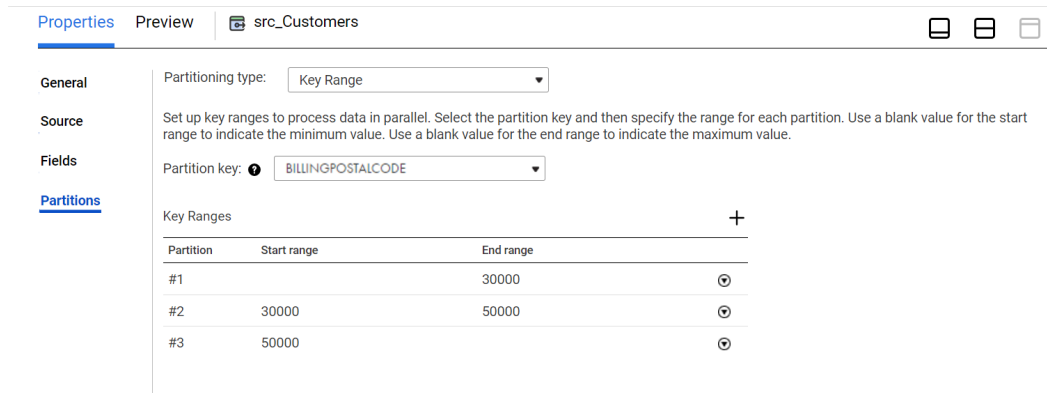 Properties Preview src_Customers
General
Partitioning type: Key Range
Set up key ranges to process data in parallel. Select the partition key and then specify the range for each partition. Use a blank value for the start
range to indicate the minimum value. Use a blank value for the end range to indicate the maximum value.
Source
Fields
Partition key: ? BILLINGPOSTALCODE
Partitions
Key Ranges +
Partition Start range End range
#1 30000
#2 30000 50000
#3 50000